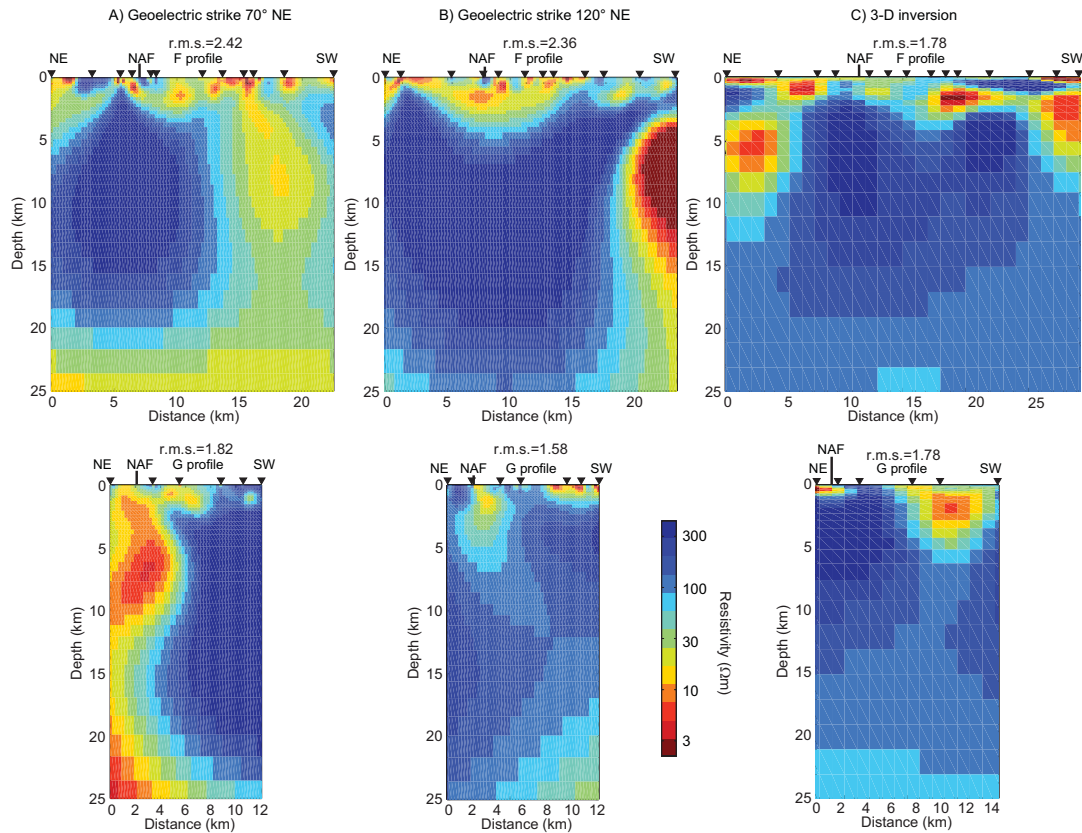 A) Geoelectric strike 70° NE
B) Geoelectric strike 120° NE
C) 3-D inversion
r.m.s.=2.42
NE NAF F profile SW
0
5
10
15
20
25
Depth (km)
0 5 10 15 20
Distance (km)
r.m.s.=2.36
NE NAF F profile SW
0
5
10
15
20
25
Depth (km)
0 5 10 15 20
Distance (km)
r.m.s.=1.78
NE NAF F profile SW
0
5
10
15
20
25
Depth (km)
0 5 10 15 20 25
Distance (km)
r.m.s.=1.82
NE NAF G profile SW
0
5
10
15
20
25
Depth (km)
0 2 4 6 8 10 12
Distance (km)
r.m.s.=1.58
NE NAF G profile SW
0
5
10
15
20
25
Depth (km)
0 2 4 6 8 10 12
Distance (km)
300
100
30
10
3
Resistivity (Ωm)
NAF r.m.s.=1.78
NE G profile SW
0
5
10
15
20
25
Depth (km)
0 2 4 6 8 10 12 14
Distance (km)